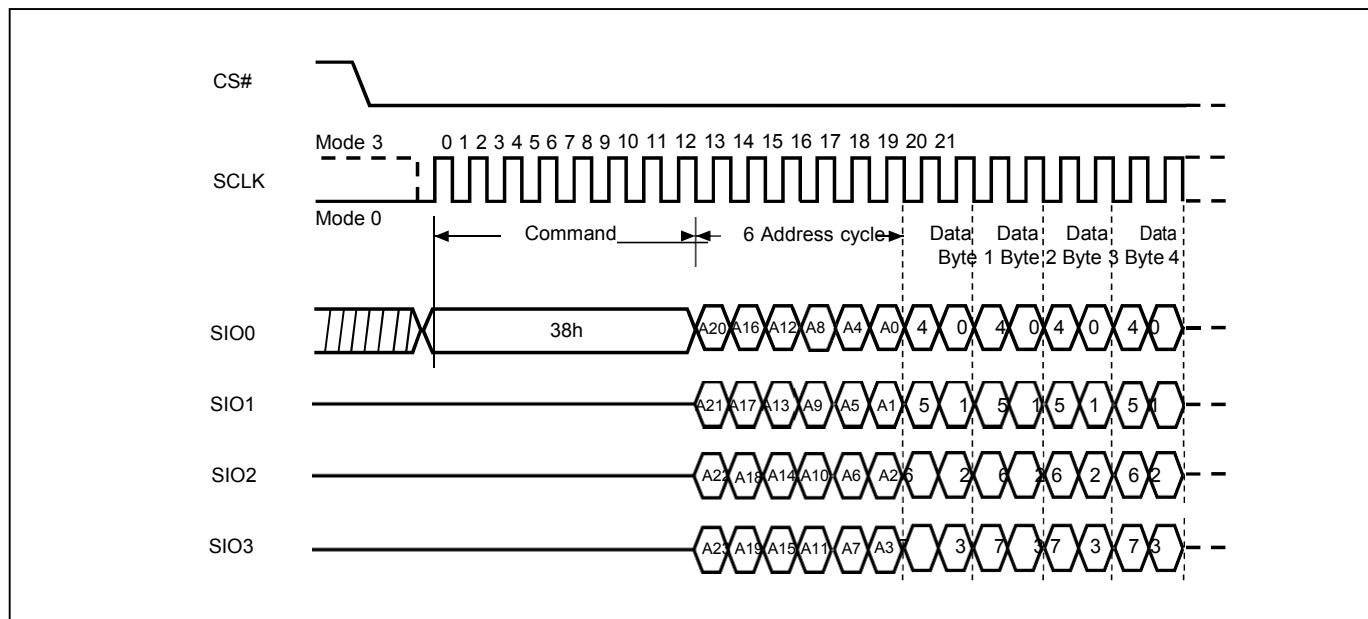 CS#
Mode 3
0 1 2 3 4 5 6 7 8 9 10 11 12 13 14 15 16 17 18 19 20 21
SCLK
Mode 0
Command
6 Address cycle
Data Data Data Data
Byte 1 Byte 2 Byte 3 Byte 4
SIO0
38h
A20 A16 A12 A8 A4 A0 4 0 4 0 4 0 4 0
SIO1
A21 A17 A13 A9 A5 A1 5 1 5 1 5 1 5 1
SIO2
A22 A18 A14 A10 A6 A2 6 2 6 2 6 2 6 2
SIO3
A23 A19 A15 A11 A7 A3 7 3 7 3 7 3 7 3